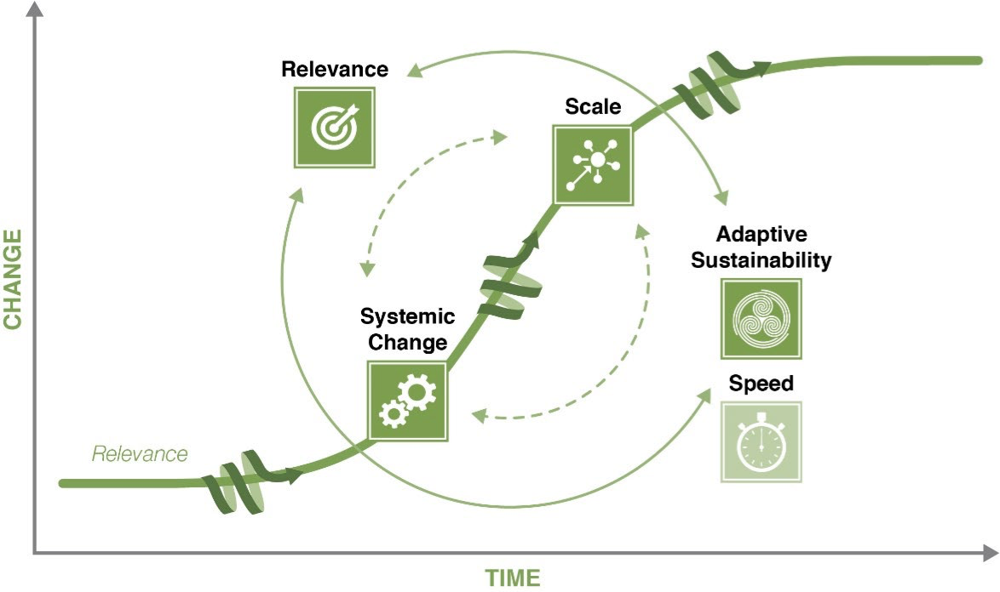 Relevance
Scale
Adaptive
Sustainability
Systemic
Change
Speed
Relevance
CHANGE
TIME